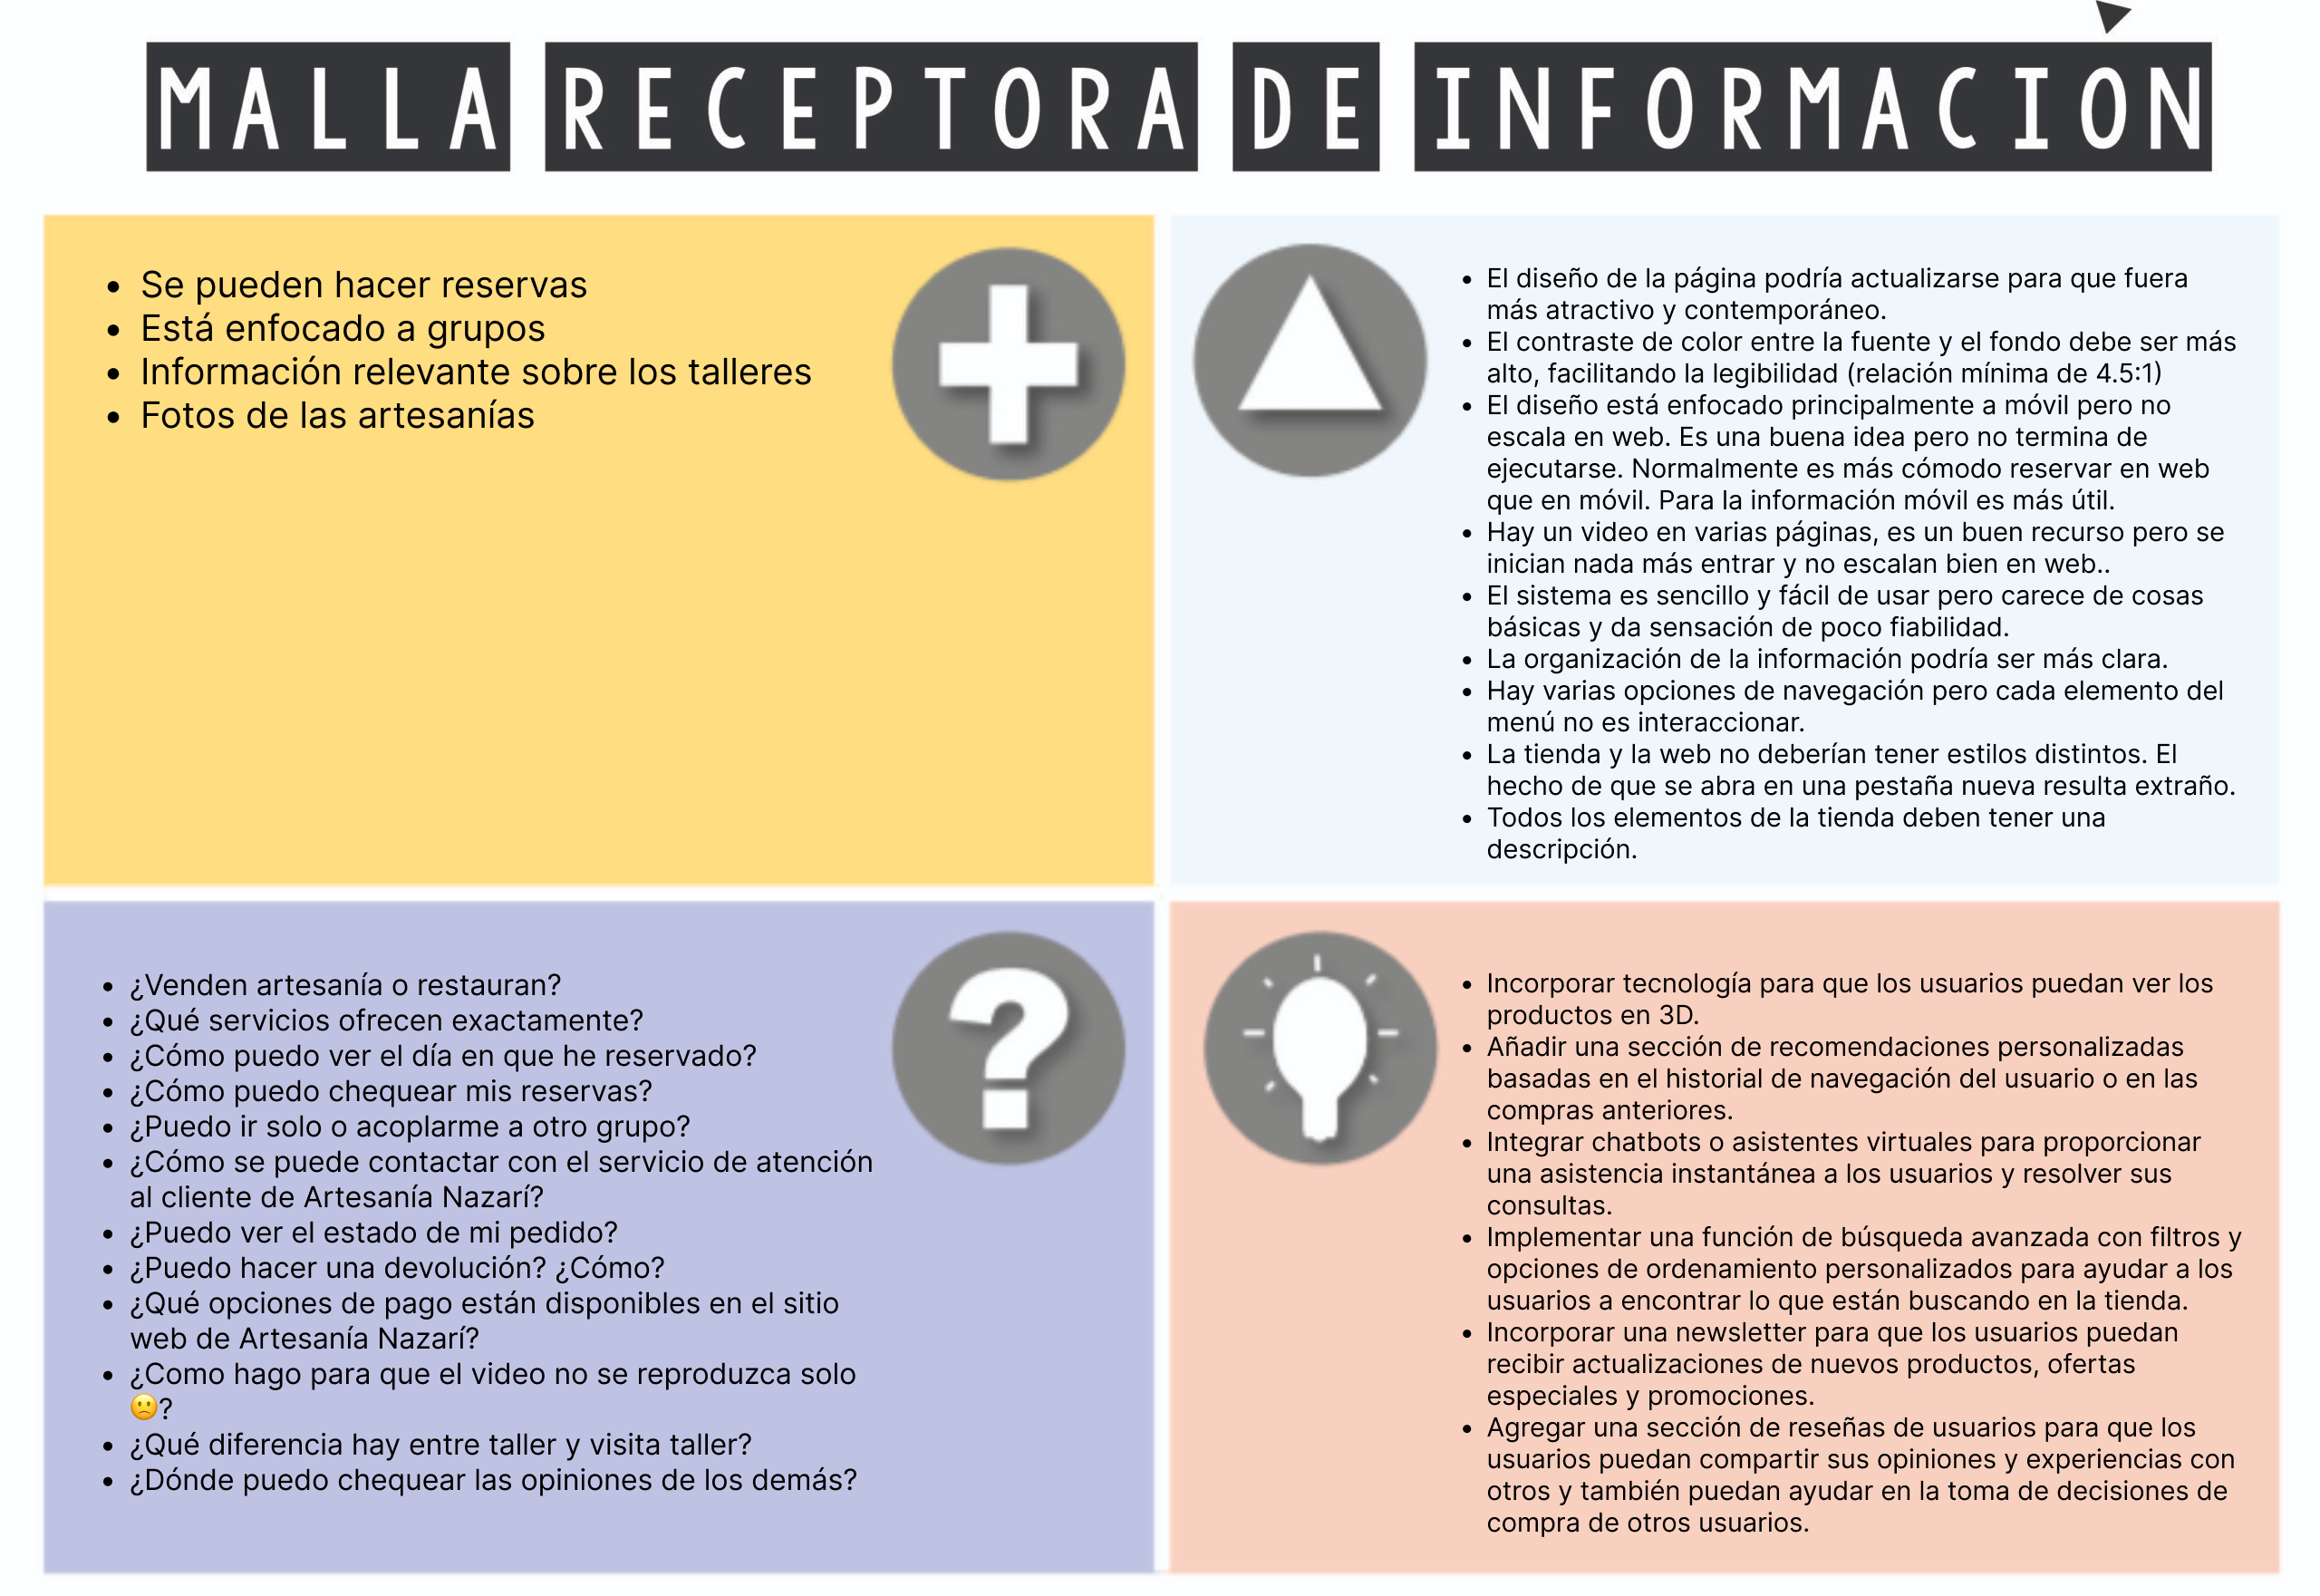 MALLA RECEPTORA DE INFORMACIÓN
• Se pueden hacer reservas
• Está enfocado a grupos
• Información relevante sobre los talleres
• Fotos de las artesanías
• El diseño de la página podría actualizarse para que fuera
más atractivo y contemporáneo.
• El contraste de color entre la fuente y el fondo debe ser más
alto, facilitando la legibilidad (relación mínima de 4.5:1)
• El diseño está enfocado principalmente a móvil pero no
escala en web. Es una buena idea pero no termina de
ejecutarse. Normalmente es más cómodo reservar en web
que en móvil. Para la información móvil es más útil.
• Hay un video en varias páginas, es un buen recurso pero se
inician nada más entrar y no escalan bien en web..
• El sistema es sencillo y fácil de usar pero carece de cosas
básicas y da sensación de poco fiabilidad.
• La organización de la información podría ser más clara.
• Hay varias opciones de navegación pero cada elemento del
menú no es interaccionar.
• La tienda y la web no deberían tener estilos distintos. El
hecho de que se abra en una pestaña nueva resulta extraño.
• Todos los elementos de la tienda deben tener una
descripción.
• ¿Venden artesanía o restauran?
• ¿Qué servicios ofrecen exactamente?
• ¿Cómo puedo ver el día en que he reservado?
• ¿Cómo puedo chequear mis reservas?
• ¿Puedo ir solo o acoplarme a otro grupo?
• ¿Cómo se puede contactar con el servicio de atención
al cliente de Artesanía Nazarí?
• ¿Puedo ver el estado de mi pedido?
• ¿Puedo hacer una devolución? ¿Cómo?
• ¿Qué opciones de pago están disponibles en el sitio
web de Artesanía Nazarí?
• ¿Como hago para que el video no se reproduzca solo
🙁?
• ¿Qué diferencia hay entre taller y visita taller?
• ¿Dónde puedo chequear las opiniones de los demás?
• Incorporar tecnología para que los usuarios puedan ver los
productos en 3D.
• Añadir una sección de recomendaciones personalizadas
basadas en el historial de navegación del usuario o en las
compras anteriores.
• Integrar chatbots o asistentes virtuales para proporcionar
una asistencia instantánea a los usuarios y resolver sus
consultas.
• Implementar una función de búsqueda avanzada con filtros y
opciones de ordenamiento personalizados para ayudar a los
usuarios a encontrar lo que están buscando en la tienda.
• Incorporar una newsletter para que los usuarios puedan
recibir actualizaciones de nuevos productos, ofertas
especiales y promociones.
• Agregar una sección de reseñas de usuarios para que los
usuarios puedan compartir sus opiniones y experiencias con
otros y también puedan ayudar en la toma de decisiones de
compra de otros usuarios.